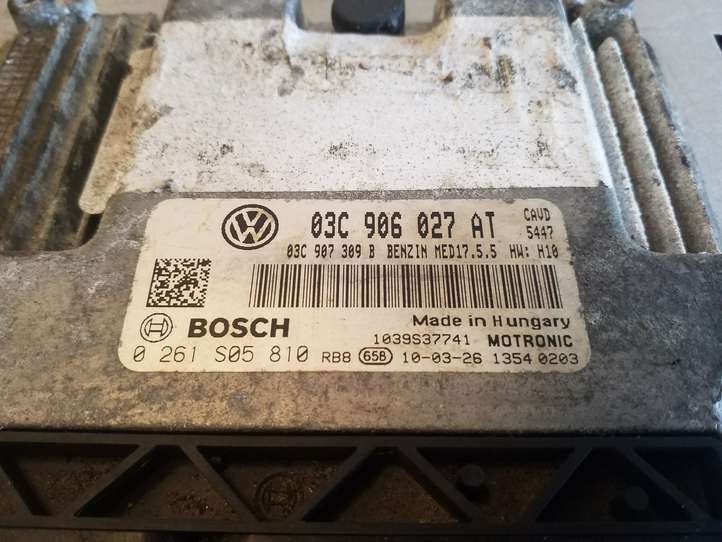 03C 906 027 AT CAVD
5447
03C 907 309 B BENZIN MED17.5.5 HW: H10
BOSCH Made in Hungary
1039S37741 MOTRONIC
0 261 S05 810 RB8 65B 10-03-26 1354 0203